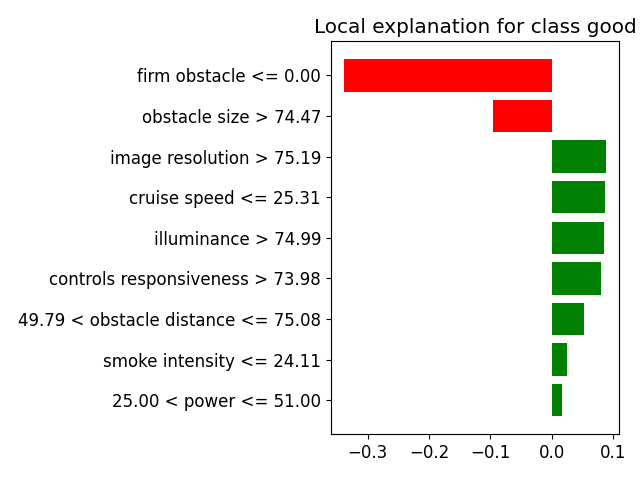 Local explanation for class good
firm obstacle <= 0.00
obstacle size > 74.47
image resolution > 75.19
cruise speed <= 25.31
illuminance > 74.99
controls responsiveness > 73.98
49.79 < obstacle distance <= 75.08
smoke intensity <= 24.11
25.00 < power <= 51.00
−0.3 −0.2 −0.1 0.0 0.1